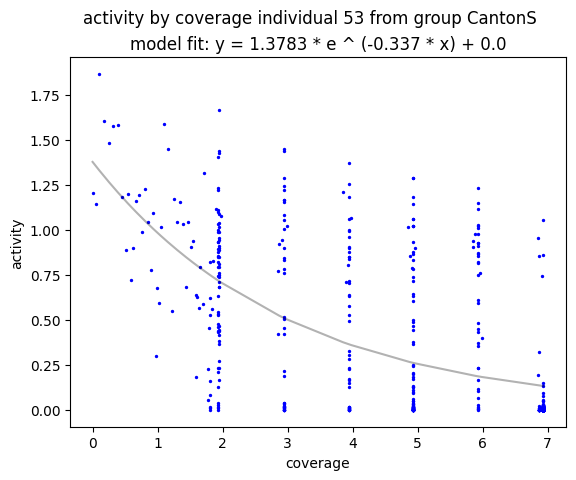 activity by coverage individual 53 from group CantonS
model fit: y = 1.3783 * e ^ (-0.337 * x) + 0.0
1.75
1.50
1.25
1.00
0.75
0.50
0.25
0.00
activity
0 1 2 3 4 5 6 7
coverage